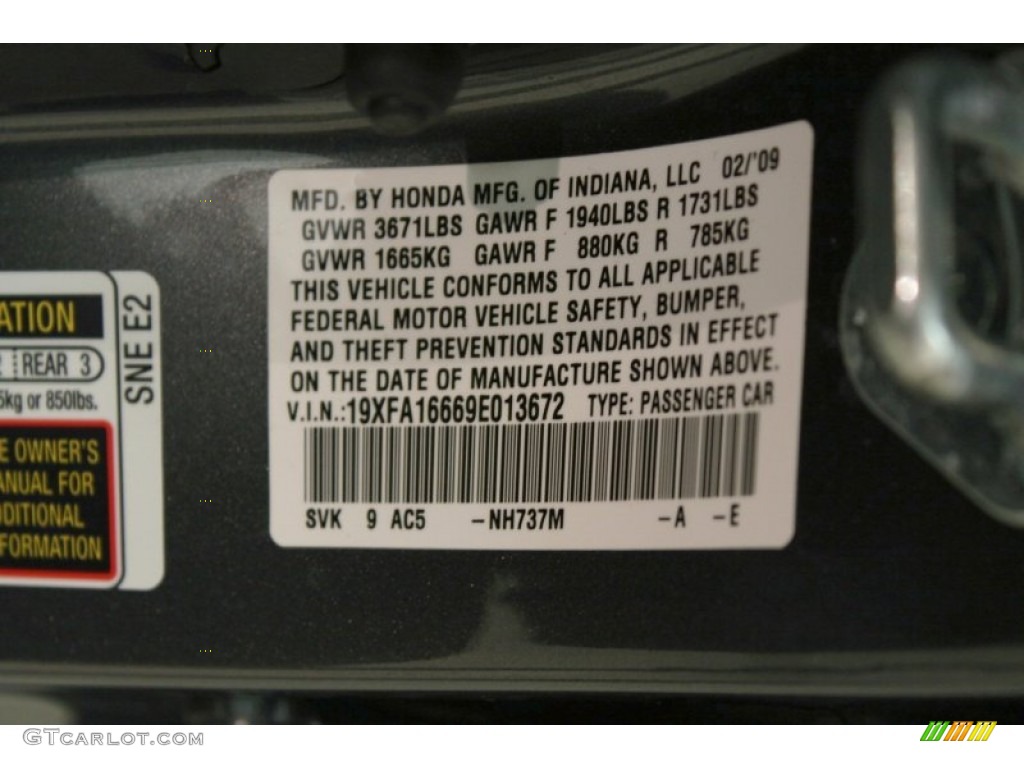 MFD. BY HONDA MFG. OF INDIANA, LLC 02/'09
GVWR 3671LBS GAWR F 1940LBS R 1731LBS
GVWR 1665KG GAWR F 880KG R 785KG
THIS VEHICLE CONFORMS TO ALL APPLICABLE
FEDERAL MOTOR VEHICLE SAFETY, BUMPER,
AND THEFT PREVENTION STANDARDS IN EFFECT
ON THE DATE OF MANUFACTURE SHOWN ABOVE.
V.I.N.:19XFA16669E013672 TYPE: PASSENGER CAR
SVK 9 AC5 -NH737M -A -E
ATION
REAR 3
5kg or 850lbs.
E OWNER'S
ANUAL FOR
DITIONAL
FORMATION
SNE E2
GTcarlot.com